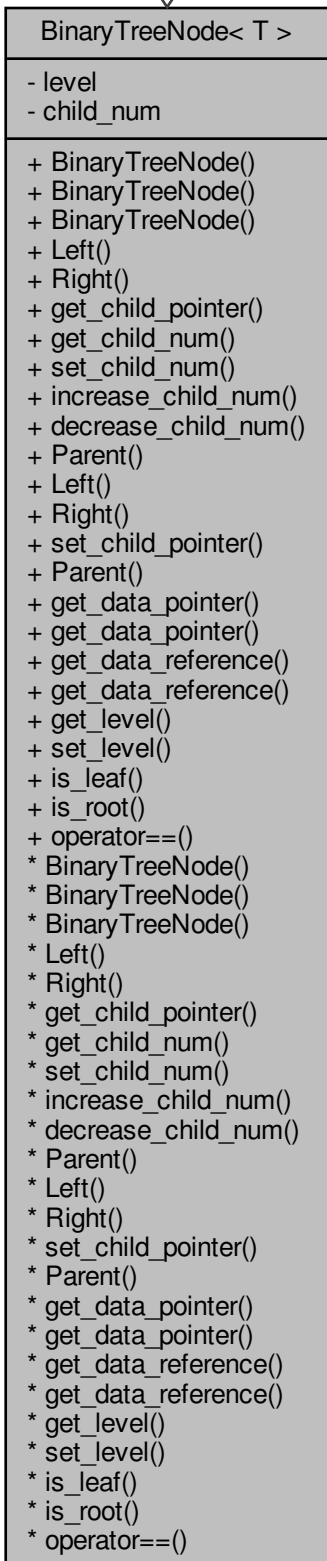 BinaryTreeNode< T >
- level
- child_num
+ BinaryTreeNode()
+ BinaryTreeNode()
+ BinaryTreeNode()
+ Left()
+ Right()
+ get_child_pointer()
+ get_child_num()
+ set_child_num()
+ increase_child_num()
+ decrease_child_num()
+ Parent()
+ Left()
+ Right()
+ set_child_pointer()
+ Parent()
+ get_data_pointer()
+ get_data_pointer()
+ get_data_reference()
+ get_data_reference()
+ get_level()
+ set_level()
+ is_leaf()
+ is_root()
+ operator==()
* BinaryTreeNode()
* BinaryTreeNode()
* BinaryTreeNode()
* Left()
* Right()
* get_child_pointer()
* get_child_num()
* set_child_num()
* increase_child_num()
* decrease_child_num()
* Parent()
* Left()
* Right()
* set_child_pointer()
* Parent()
* get_data_pointer()
* get_data_pointer()
* get_data_reference()
* get_data_reference()
* get_level()
* set_level()
* is_leaf()
* is_root()
* operator==()